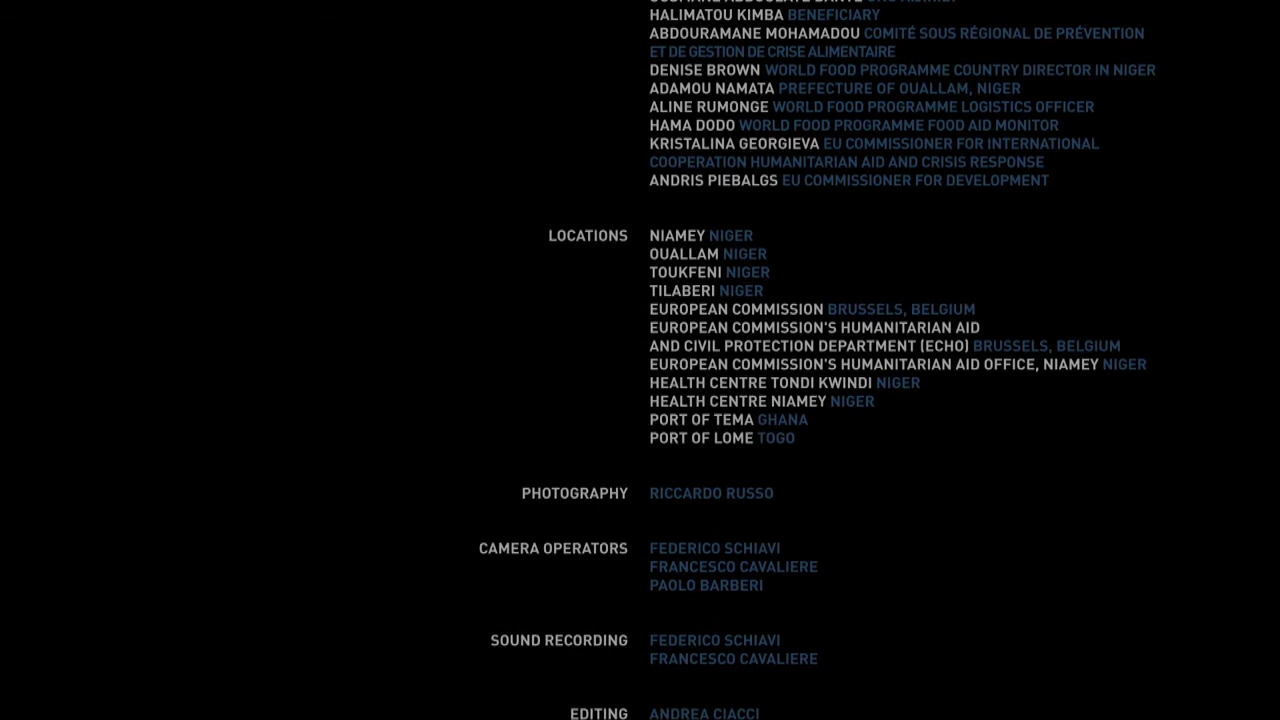 HALIMATOU KIMBA BENEFICIARY
ABDOURAMANE MOHAMADOU COMITÉ SOUS RÉGIONAL DE PRÉVENTION
ET DE GESTION DE CRISE ALIMENTAIRE
DENISE BROWN WORLD FOOD PROGRAMME COUNTRY DIRECTOR IN NIGER
ADAMOU NAMATA PREFECTURE OF OUALLAM, NIGER
ALINE RUMONGE WORLD FOOD PROGRAMME LOGISTICS OFFICER
HAMA DODO WORLD FOOD PROGRAMME FOOD AID MONITOR
KRISTALINA GEORGIEVA EU COMMISSIONER FOR INTERNATIONAL
COOPERATION HUMANITARIAN AID AND CRISIS RESPONSE
ANDRIS PIEBALGS EU COMMISSIONER FOR DEVELOPMENT
LOCATIONS NIAMEY NIGER
OUALLAM NIGER
TOUKFENI NIGER
TILABERI NIGER
EUROPEAN COMMISSION BRUSSELS, BELGIUM
EUROPEAN COMMISSION'S HUMANITARIAN AID
AND CIVIL PROTECTION DEPARTMENT (ECHO) BRUSSELS, BELGIUM
EUROPEAN COMMISSION'S HUMANITARIAN AID OFFICE, NIAMEY NIGER
HEALTH CENTRE TONDI KWINDI NIGER
HEALTH CENTRE NIAMEY NIGER
PORT OF TEMA GHANA
PORT OF LOME TOGO
PHOTOGRAPHY RICCARDO RUSSO
CAMERA OPERATORS FEDERICO SCHIAVI
FRANCESCO CAVALIERE
PAOLO BARBERI
SOUND RECORDING FEDERICO SCHIAVI
FRANCESCO CAVALIERE
EDITING ANDREA CIACCI